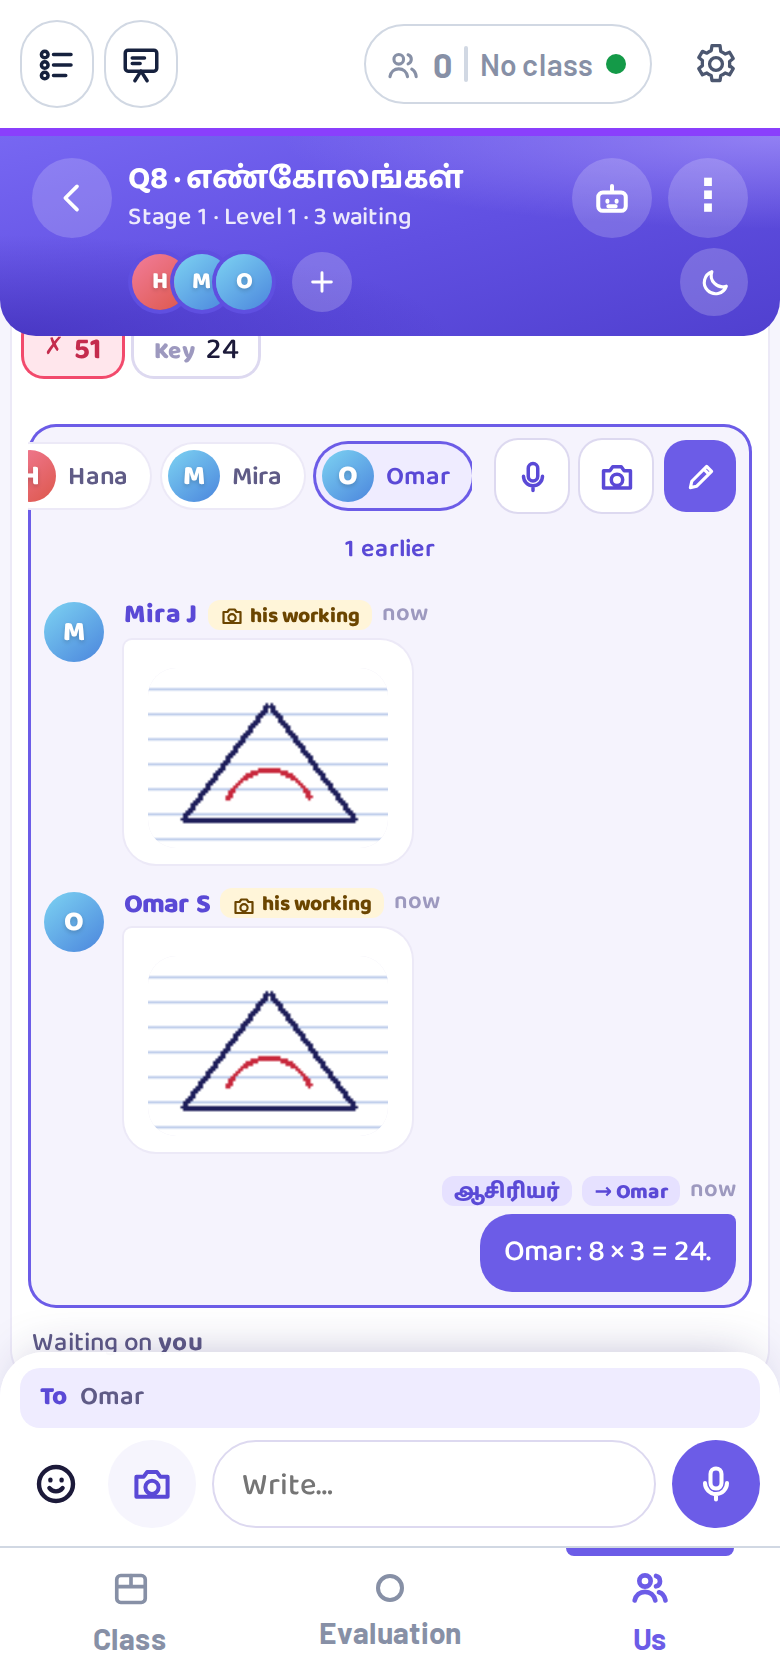 0 | No class
Q8 · எண்கோலங்கள்
Stage 1 · Level 1 · 3 waiting
H M O +
✗ 51 Key 24
H Hana M Mira O Omar
1 earlier
M Mira J his working now
O Omar S his working now
ஆசிரியர் → Omar now
Omar: 8 × 3 = 24.
Waiting on you
To Omar
Write...
Class Evaluation Us